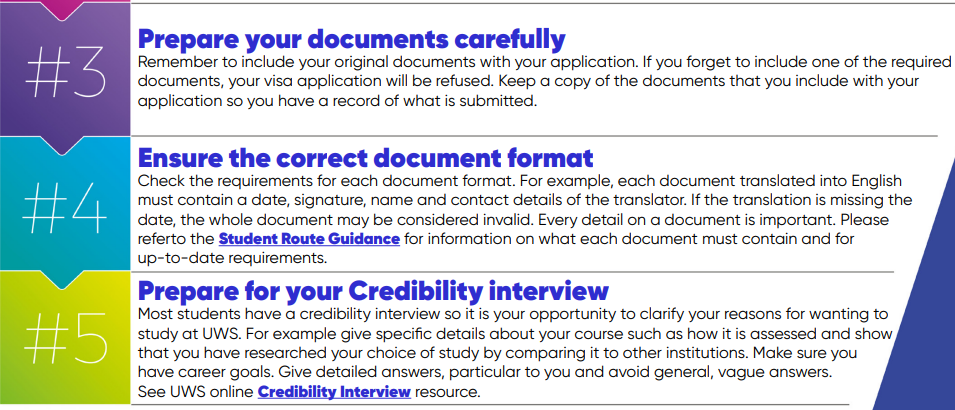 #3
Prepare your documents carefully
Remember to include your original documents with your application. If you forget to include one of the required
documents, your visa application will be refused. Keep a copy of the documents that you include with your
application so you have a record of what is submitted.
#4
Ensure the correct document format
Check the requirements for each document format. For example, each document translated into English
must contain a date, signature, name and contact details of the translator. If the translation is missing the
date, the whole document may be considered invalid. Every detail on a document is important. Please
referto the Student Route Guidance for information on what each document must contain and for
up-to-date requirements.
#5
Prepare for your Credibility interview
Most students have a credibility interview so it is your opportunity to clarify your reasons for wanting to
study at UWS. For example give specific details about your course such as how it is assessed and show
that you have researched your choice of study by comparing it to other institutions. Make sure you
have career goals. Give detailed answers, particular to you and avoid general, vague answers.
See UWS online Credibility Interview resource.